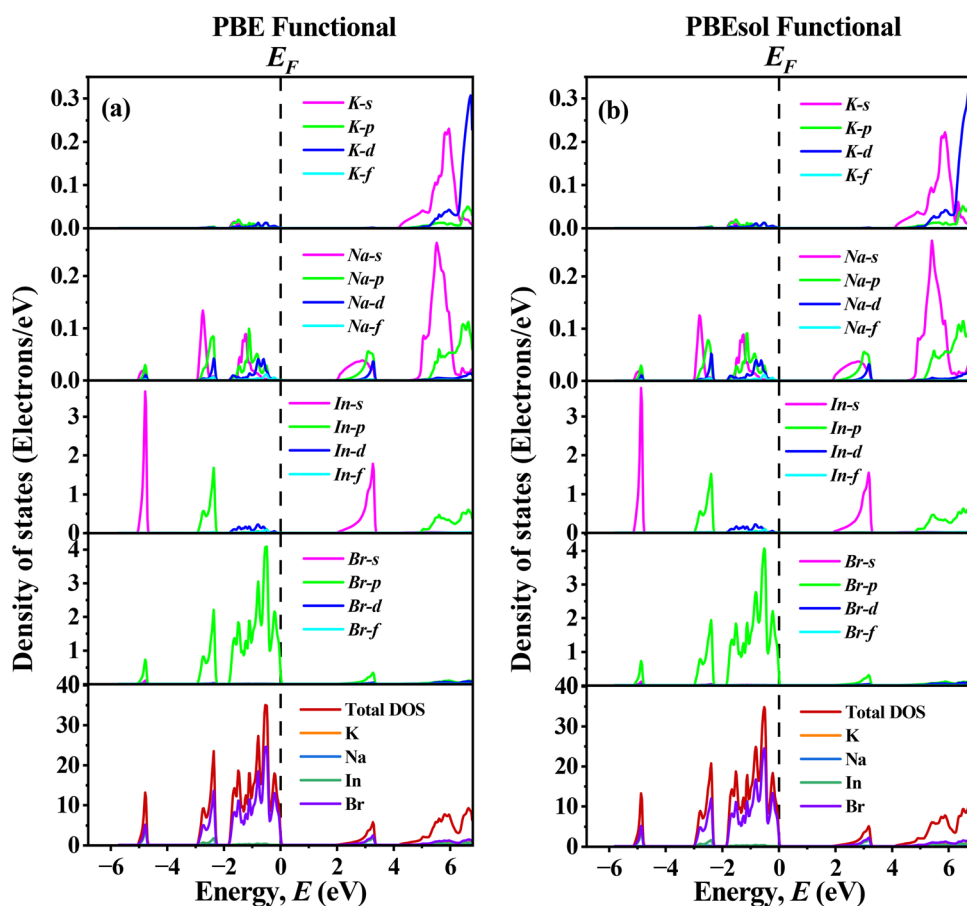 PBE Functional
E_F
(a)
K-s
K-p
K-d
K-f
0.3
0.2
0.1
0.0
Na-s
Na-p
Na-d
Na-f
0.2
0.1
0.0
In-s
In-p
In-d
In-f
3
2
1
0
Br-s
Br-p
Br-d
Br-f
4
3
2
1
40
Total DOS
K
Na
In
Br
30
20
10
0
−6 −4 −2 0 2 4 6
Energy, E (eV)
Density of states (Electrons/eV)
PBEsol Functional
E_F
(b)
K-s
K-p
K-d
K-f
0.3
0.2
0.1
0.0
Na-s
Na-p
Na-d
Na-f
0.2
0.1
0.0
In-s
In-p
In-d
In-f
3
2
1
0
Br-s
Br-p
Br-d
Br-f
4
3
2
1
40
Total DOS
K
Na
In
Br
30
20
10
0
−6 −4 −2 0 2 4 6
Energy, E (eV)
Density of states (Electrons/eV)